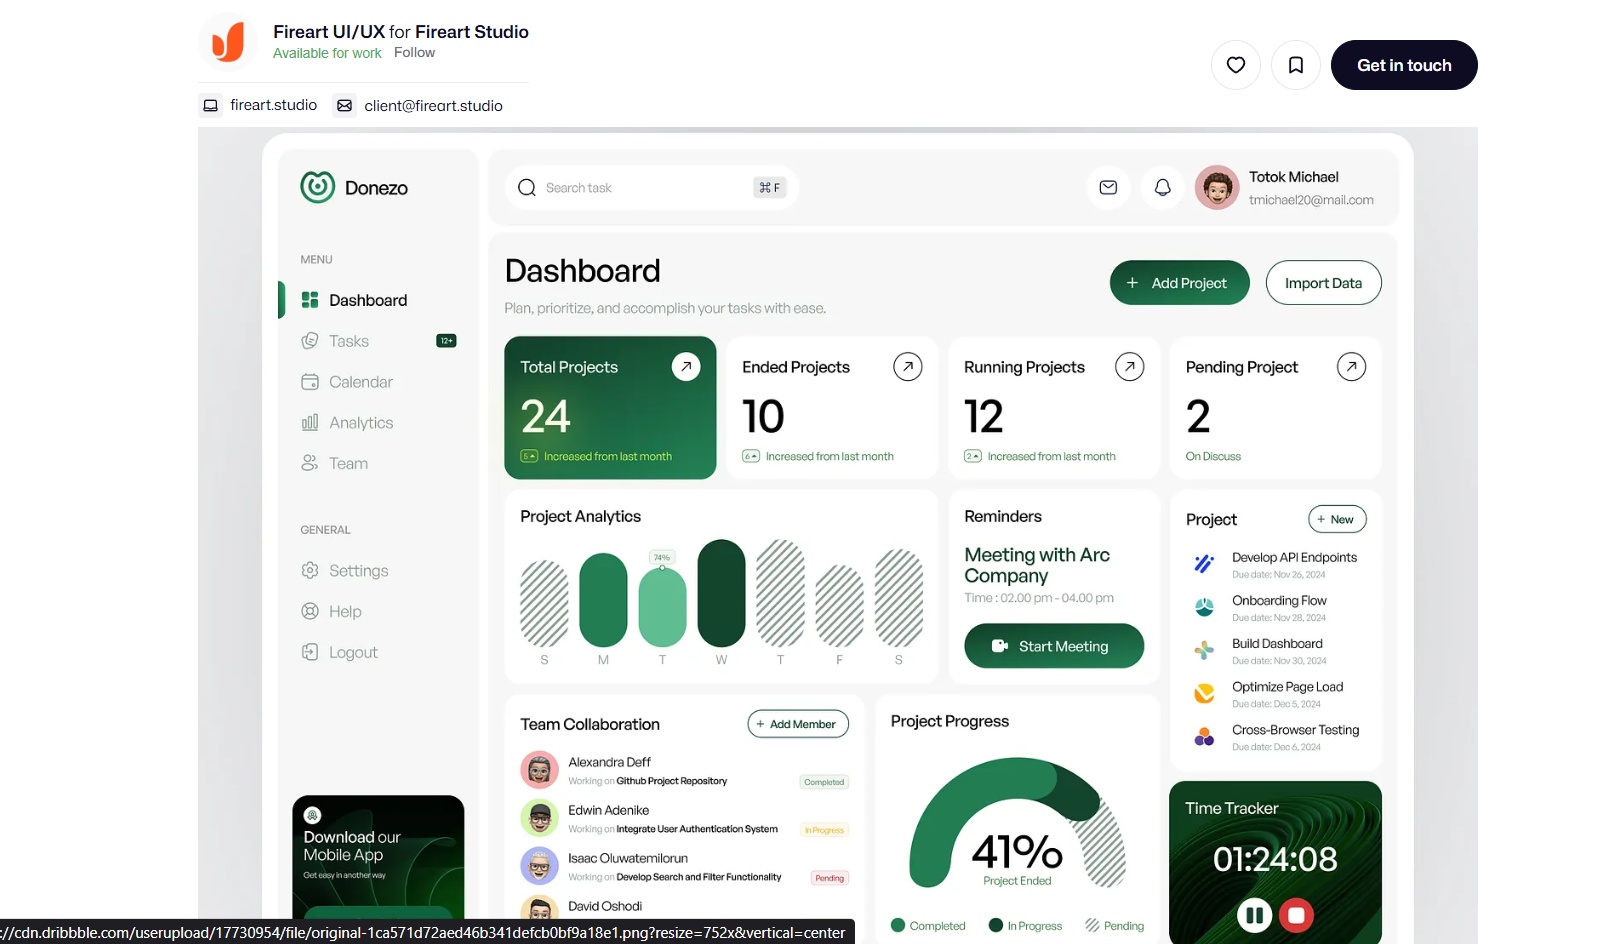 Fireart UI/UX for Fireart Studio
Available for work Follow
Get in touch
fireart.studio client@fireart.studio
Donezo
Search task
⌘ F
Totok Michael
tmichael20@mail.com
MENU
Dashboard
Tasks
12+
Calendar
Analytics
Team
GENERAL
Settings
Help
Logout
Download our
Mobile App
Get easy in another way
Dashboard
Plan, prioritize, and accomplish your tasks with ease.
+ Add Project
Import Data
Total Projects
24
5 Increased from last month
Ended Projects
10
6 Increased from last month
Running Projects
12
2 Increased from last month
Pending Project
2
On Discuss
Project Analytics
74%
S M T W T F S
Reminders
Meeting with Arc
Company
Time : 02.00 pm - 04.00 pm
Start Meeting
Project
+ New
Develop API Endpoints
Due date: Nov 26, 2024
Onboarding Flow
Due date: Nov 28, 2024
Build Dashboard
Due date: Nov 30, 2024
Optimize Page Load
Due date: Dec 5, 2024
Cross-Browser Testing
Due date: Dec 6, 2024
Team Collaboration
+ Add Member
Alexandra Deff
Working on Github Project Repository
Completed
Edwin Adenike
Working on Integrate User Authentication System
In Progress
Isaac Oluwatemilorun
Working on Develop Search and Filter Functionality
Pending
David Oshodi
Project Progress
41%
Project Ended
Completed In Progress Pending
Time Tracker
01:24:08
://cdn.dribbble.com/userupload/17730954/file/original-1ca571d72aed46b341defcb0bf9a18e1.png?resize=752x&vertical=center